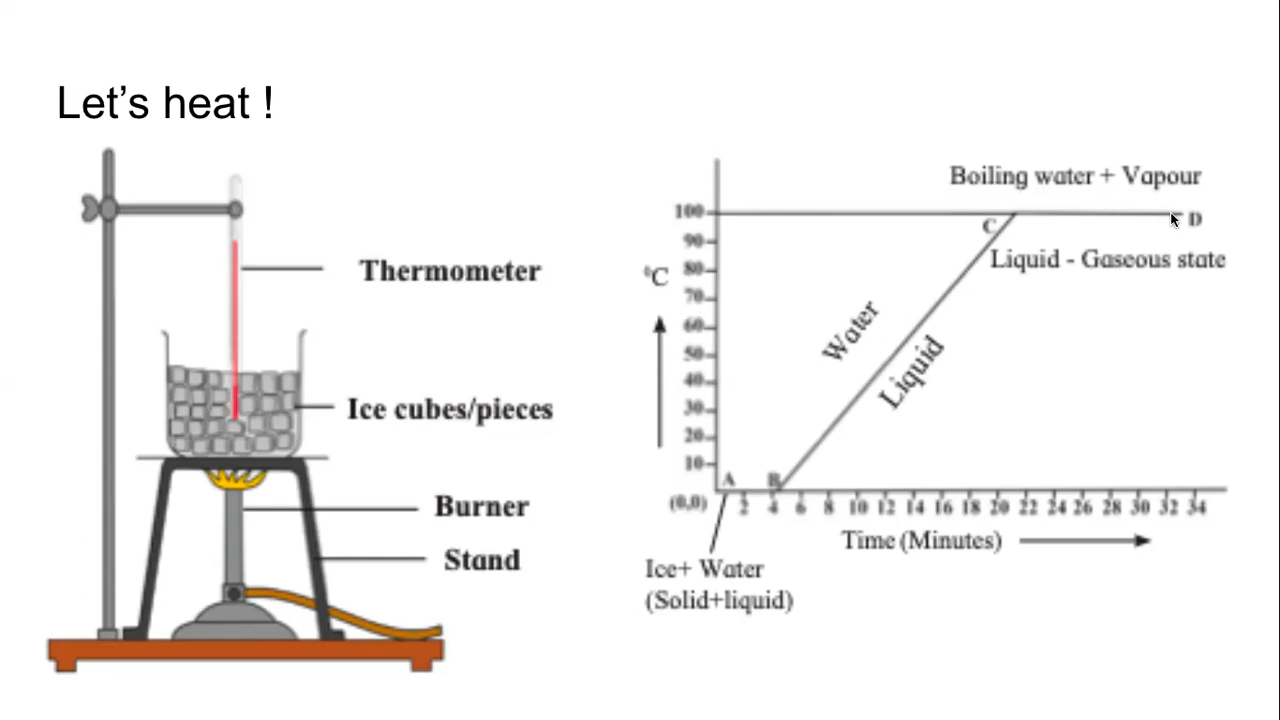 Let's heat !
Thermometer
Ice cubes/pieces
Burner
Stand
Boiling water + Vapour
100
C
D
90
Liquid - Gaseous state
80
°C
70
60
Water
50
Liquid
40
30
20
10
A
B
(0,0)
2 4 6 8 10 12 14 16 18 20 22 24 26 28 30 32 34
Time (Minutes)
Ice+ Water
(Solid+liquid)